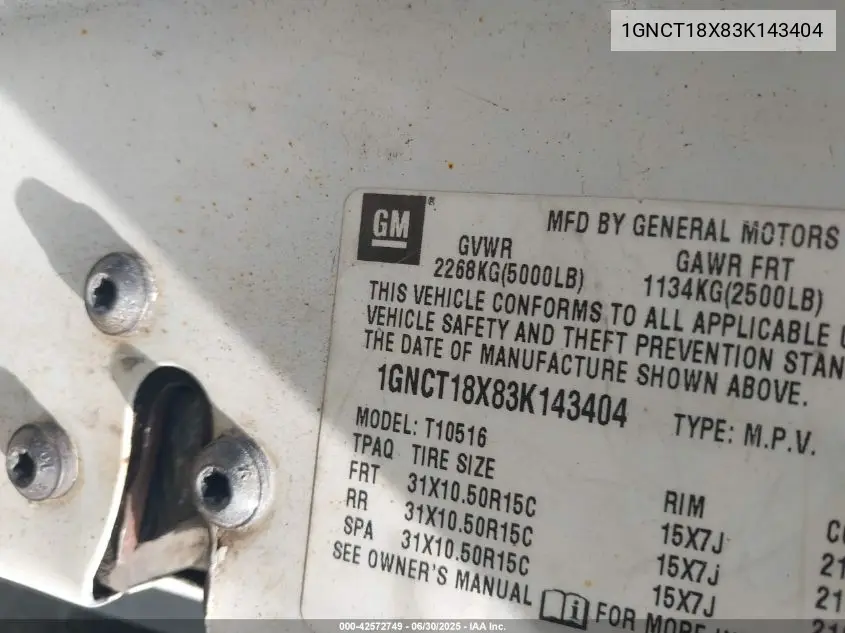 1GNCT18X83K143404
GM ®
MFD BY GENERAL MOTORS
GVWR GAWR FRT
2268KG(5000LB) 1134KG(2500LB)
THIS VEHICLE CONFORMS TO ALL APPLICABLE
VEHICLE SAFETY AND THEFT PREVENTION STAN
THE DATE OF MANUFACTURE SHOWN ABOVE.
1GNCT18X83K143404 TYPE: M.P.V.
MODEL: T10516
TPAQ TIRE SIZE RIM
FRT 31X10.50R15C 15X7J
RR 31X10.50R15C 15X7J
SPA 31X10.50R15C 15X7J
SEE OWNER'S MANUAL FOR MORE
000-42572749 - 06/30/2025 - IAA Inc.